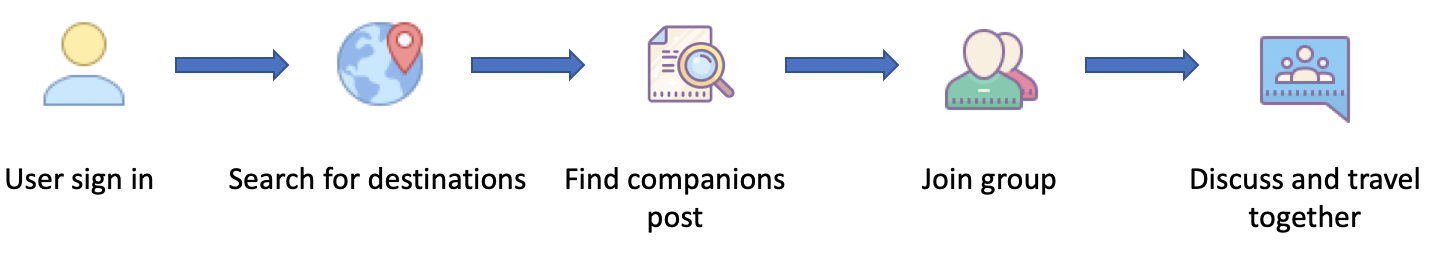 User sign in
Search for destinations
Find companions
post
Join group
Discuss and travel
together